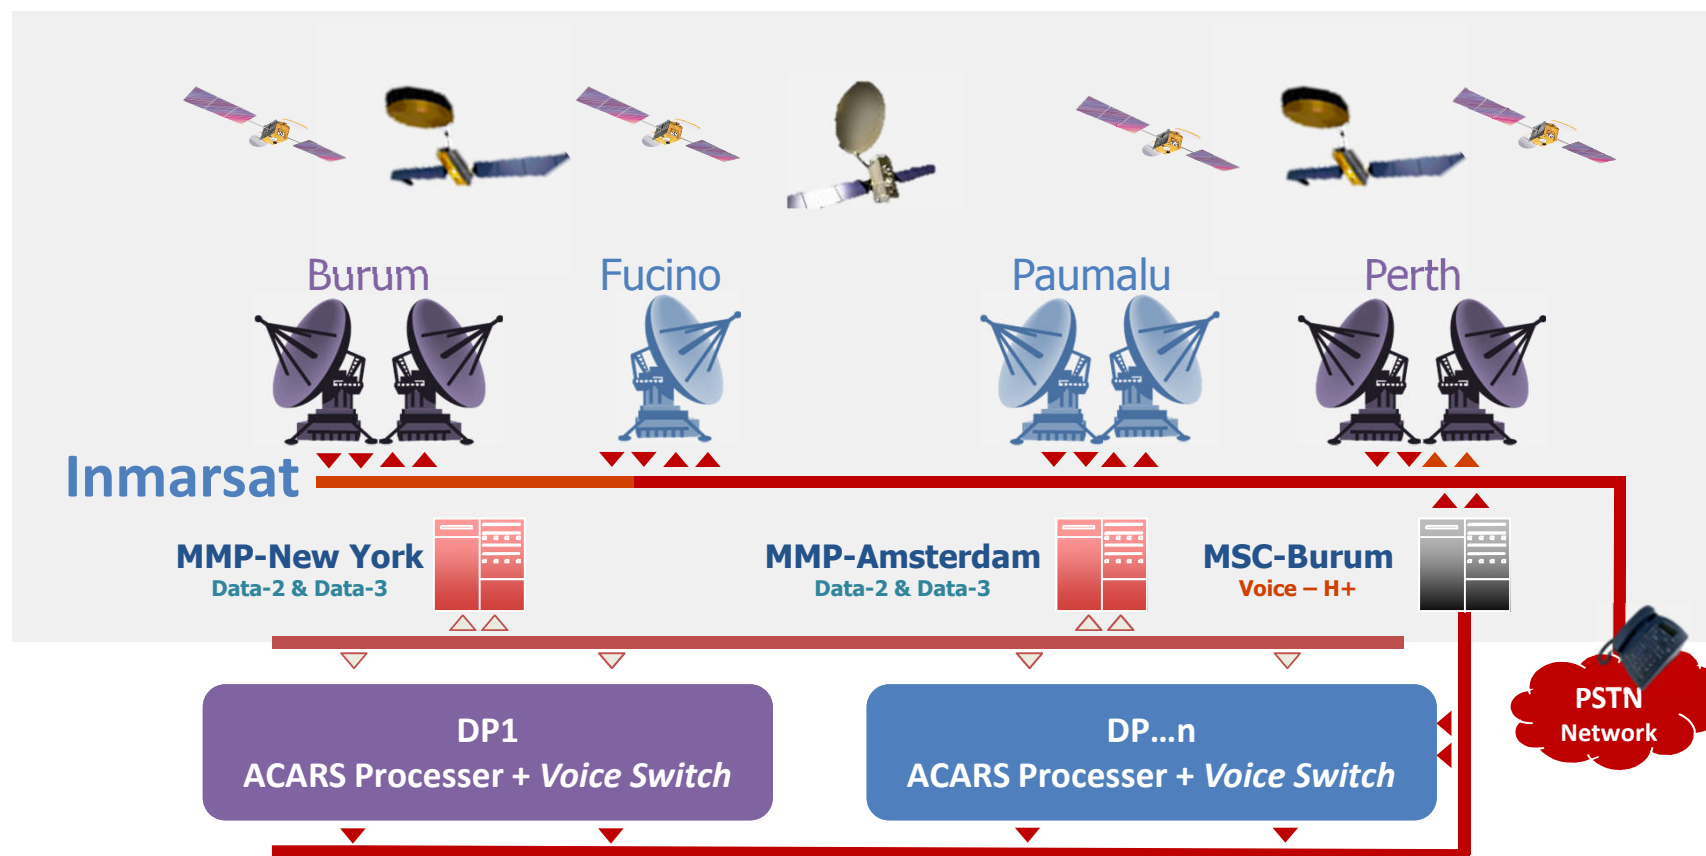 Burum
Fucino
Paumalu
Perth
Inmarsat
MMP-New York
Data-2 & Data-3
MMP-Amsterdam
Data-2 & Data-3
MSC-Burum
Voice – H+
PSTN
Network
DP1
ACARS Processer + Voice Switch
DP...n
ACARS Processer + Voice Switch